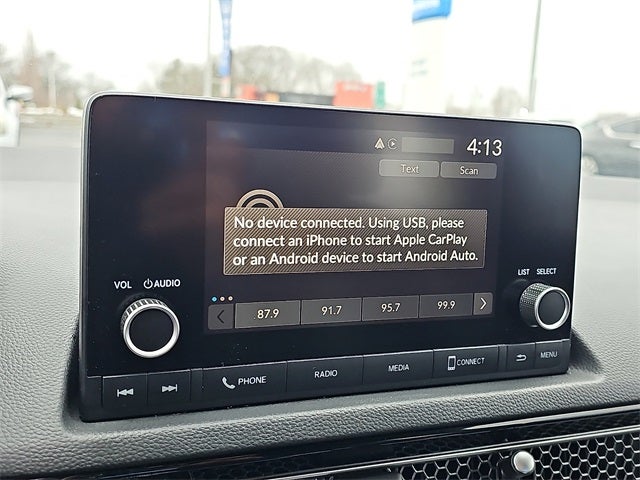 4:13
Text Scan
No device connected. Using USB, please
connect an iPhone to start Apple CarPlay
or an Android device to start Android Auto.
VOL AUDIO
LIST SELECT
87.9 91.7 95.7 99.9
PHONE RADIO MEDIA CONNECT MENU